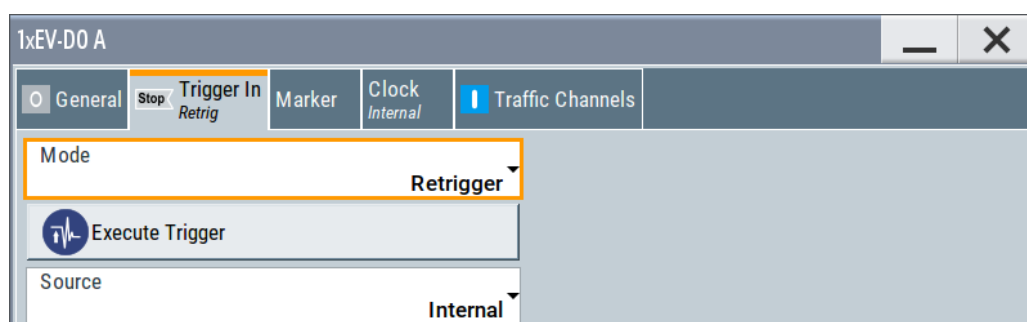 1xEV-DO A
O General Stop Trigger In Retrig Marker Clock Internal I Traffic Channels
Mode
Retrigger
Execute Trigger
Source
Internal